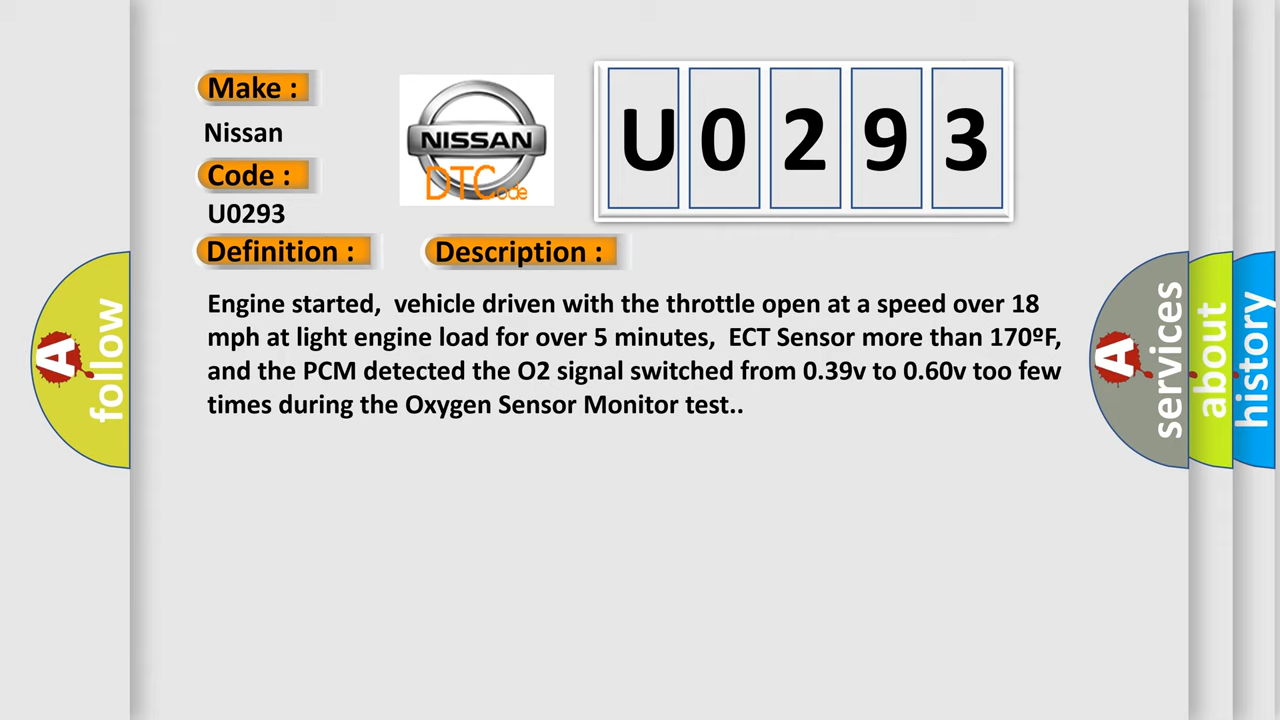 Make :
Nissan
Code :
U0293
NISSAN
DTCode
U0293
Definition :
Description :
Engine started,  vehicle driven with the throttle open at a speed over 18
mph at light engine load for over 5 minutes,  ECT Sensor more than 170ºF,
and the PCM detected the O2 signal switched from 0.39v to 0.60v too few
times during the Oxygen Sensor Monitor test..
A
follow
A
services
about
history